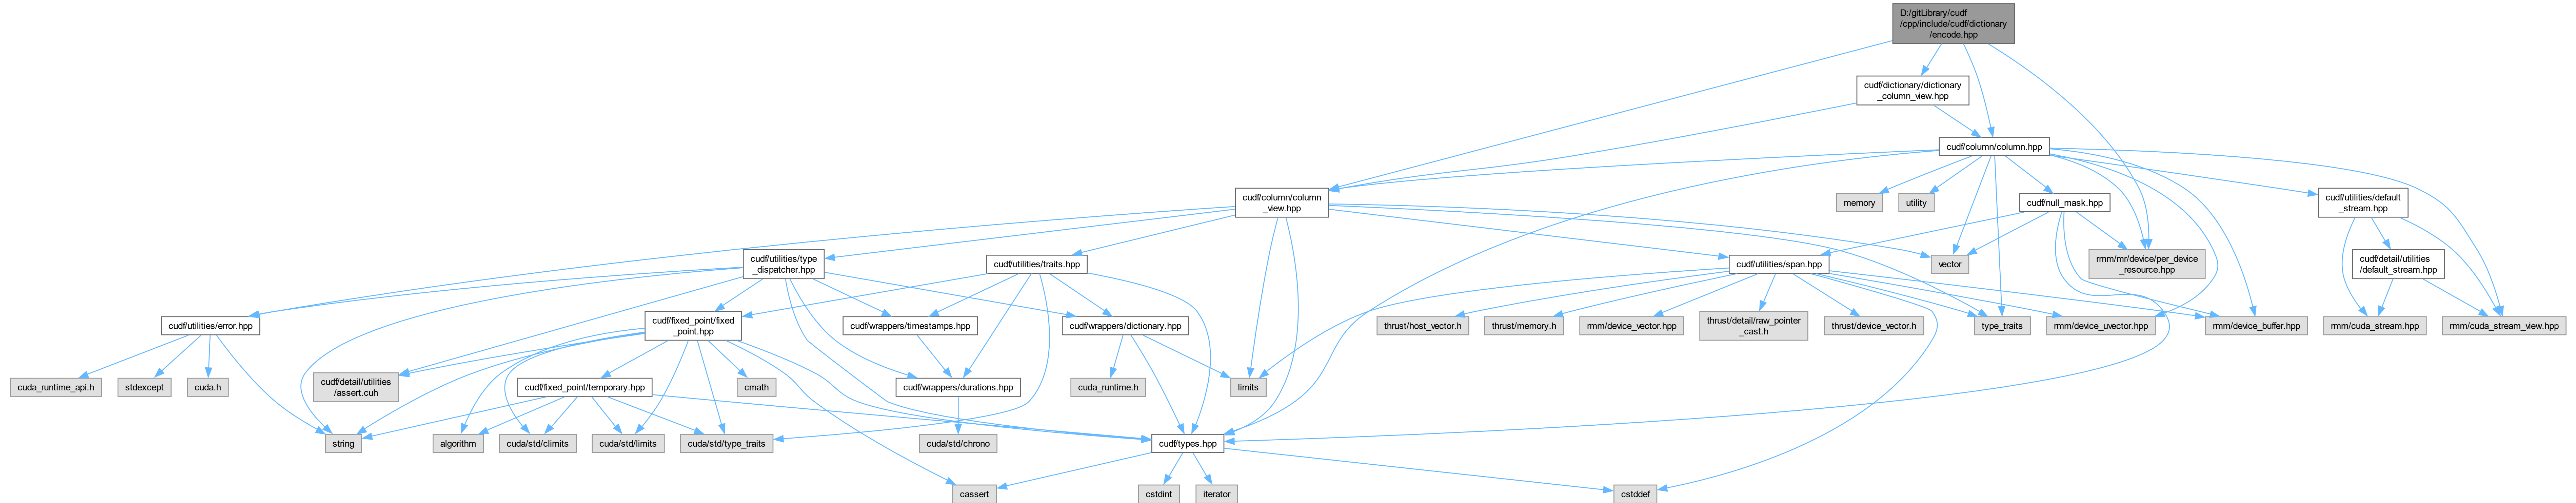 D:/gitLibrary/cudf
/cpp/include/cudf/dictionary
/encode.hpp
cudf/dictionary/dictionary
_column_view.hpp
cudf/column/column.hpp
cudf/column/column
_view.hpp
memory
utility
cudf/null_mask.hpp
cudf/utilities/default
_stream.hpp
cudf/utilities/type
_dispatcher.hpp
cudf/utilities/traits.hpp
cudf/utilities/span.hpp
vector
rmm/mr/device/per_device
_resource.hpp
cudf/detail/utilities
/default_stream.hpp
cudf/utilities/error.hpp
cudf/fixed_point/fixed
_point.hpp
cudf/wrappers/timestamps.hpp
cudf/wrappers/dictionary.hpp
thrust/host_vector.h
thrust/memory.h
rmm/device_vector.hpp
thrust/detail/raw_pointer
_cast.h
thrust/device_vector.h
type_traits
rmm/device_uvector.hpp
rmm/device_buffer.hpp
rmm/cuda_stream.hpp
rmm/cuda_stream_view.hpp
cuda_runtime_api.h
stdexcept
cuda.h
cudf/detail/utilities
/assert.cuh
cudf/fixed_point/temporary.hpp
cmath
cudf/wrappers/durations.hpp
cuda_runtime.h
limits
string
algorithm
cuda/std/climits
cuda/std/limits
cuda/std/type_traits
cuda/std/chrono
cudf/types.hpp
cassert
cstdint
iterator
cstddef